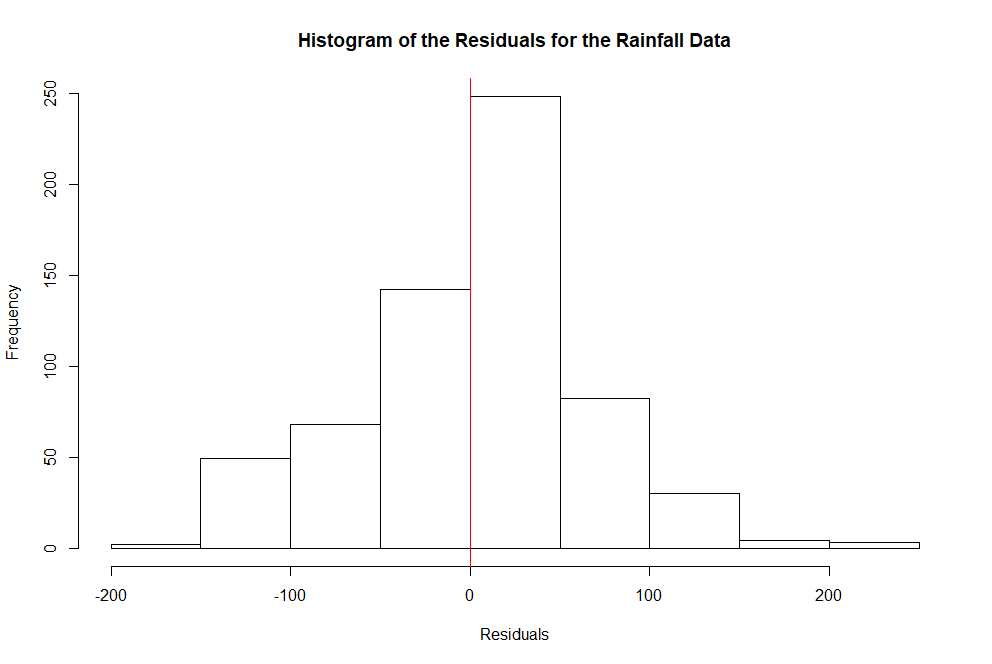 Histogram of the Residuals for the Rainfall Data
Frequency
250
200
150
100
50
0
-200 -100 0 100 200
Residuals